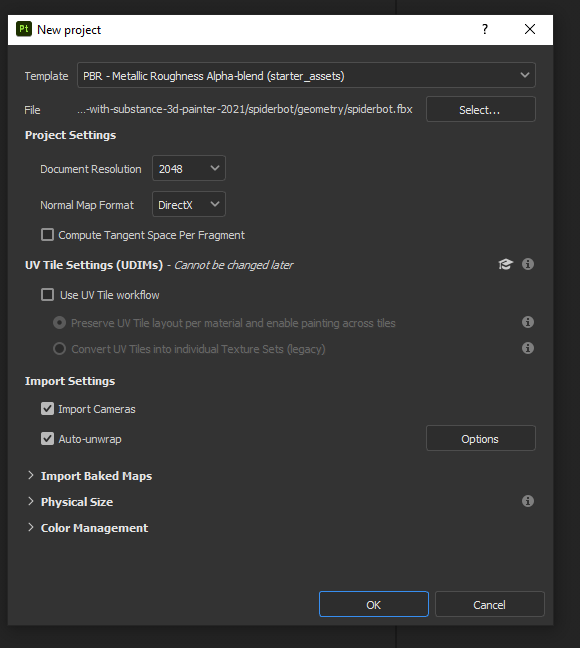 Pt New project ?
Template PBR - Metallic Roughness Alpha-blend (starter_assets)
File ...-with-substance-3d-painter-2021/spiderbot/geometry/spiderbot.fbx Select...
Project Settings
Document Resolution 2048
Normal Map Format DirectX
Compute Tangent Space Per Fragment
UV Tile Settings (UDIMs) - Cannot be changed later
Use UV Tile workflow
Preserve UV Tile layout per material and enable painting across tiles
Convert UV Tiles into individual Texture Sets (legacy)
Import Settings
Import Cameras
Auto-unwrap Options
Import Baked Maps
Physical Size
Color Management
OK Cancel